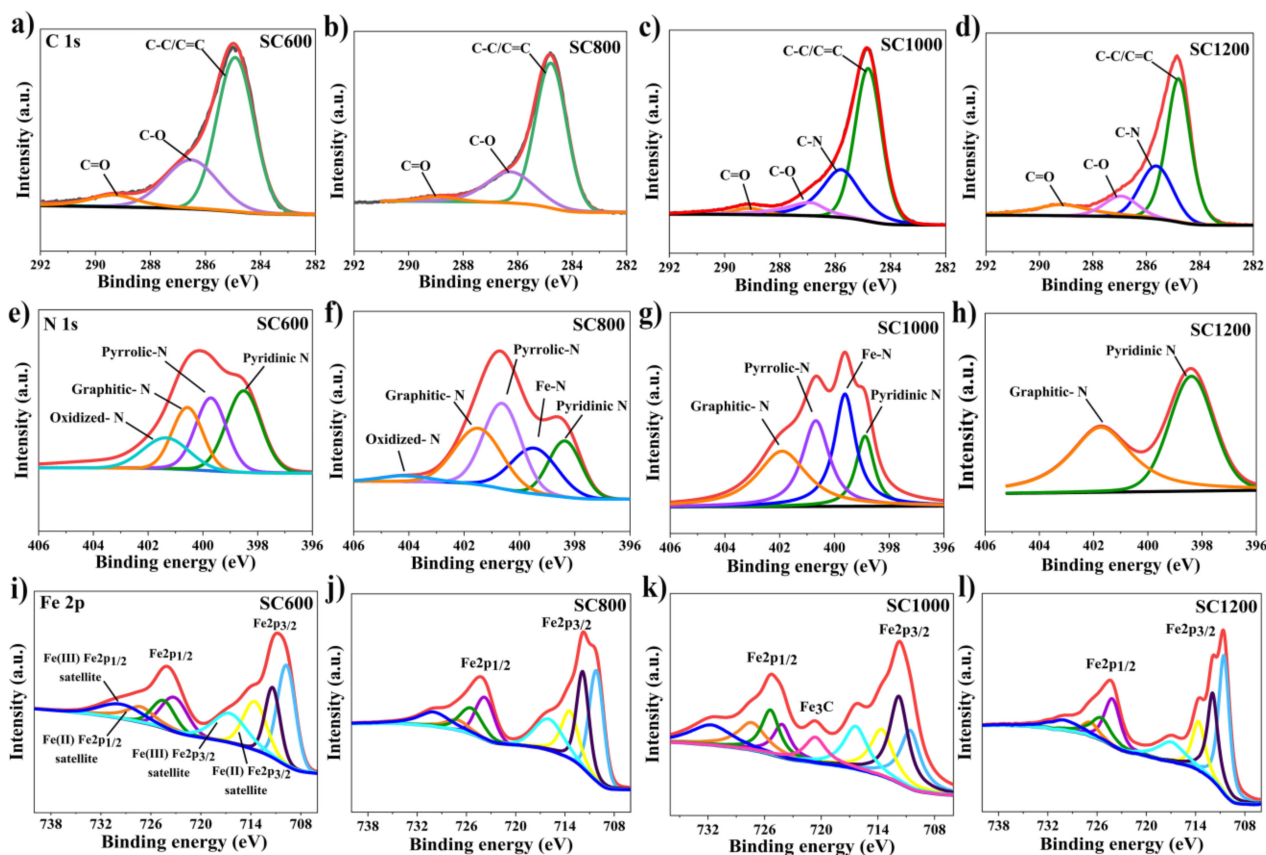 a) C 1s SC600
C-C/C=C
C-O
C=O
Intensity (a.u.)
292 290 288 286 284 282
Binding energy (eV)
b) SC800
C-C/C=C
C-O
C=O
Intensity (a.u.)
292 290 288 286 284 282
Binding energy (eV)
c) SC1000
C-C/C=C
C-N
C-O
C=O
Intensity (a.u.)
292 290 288 286 284 282
Binding energy (eV)
d) SC1200
C-C/C=C
C-N
C-O
C=O
Intensity (a.u.)
292 290 288 286 284 282
Binding energy (eV)
e) N 1s SC600
Pyrrolic-N Pyridinic N
Graphitic- N
Oxidized- N
Intensity (a.u.)
406 404 402 400 398 396
Binding energy (eV)
f) SC800
Pyrrolic-N
Graphitic- N Fe-N
Pyridinic N
Oxidized- N
Intensity (a.u.)
406 404 402 400 398 396
Binding energy (eV)
g) SC1000
Pyrrolic-N Fe-N
Graphitic- N Pyridinic N
Intensity (a.u.)
406 404 402 400 398 396
Binding energy (eV)
h) SC1200
Pyridinic N
Graphitic- N
Intensity (a.u.)
406 404 402 400 398 396
Binding energy (eV)
i) Fe 2p SC600
Fe2p3/2
Fe(III) Fe2p1/2
satellite
Fe2p1/2
Fe(II) Fe2p1/2
satellite
Fe(III) Fe2p3/2
satellite
Fe(II) Fe2p3/2
satellite
Intensity (a.u.)
738 732 726 720 714 708
Binding energy (eV)
j) SC800
Fe2p3/2
Fe2p1/2
Intensity (a.u.)
738 732 726 720 714 708
Binding energy (eV)
k) SC1000
Fe2p3/2
Fe2p1/2
Fe3C
Intensity (a.u.)
732 726 720 714 708
Binding energy (eV)
l) SC1200
Fe2p3/2
Fe2p1/2
Intensity (a.u.)
738 732 726 720 714 708
Binding energy (eV)